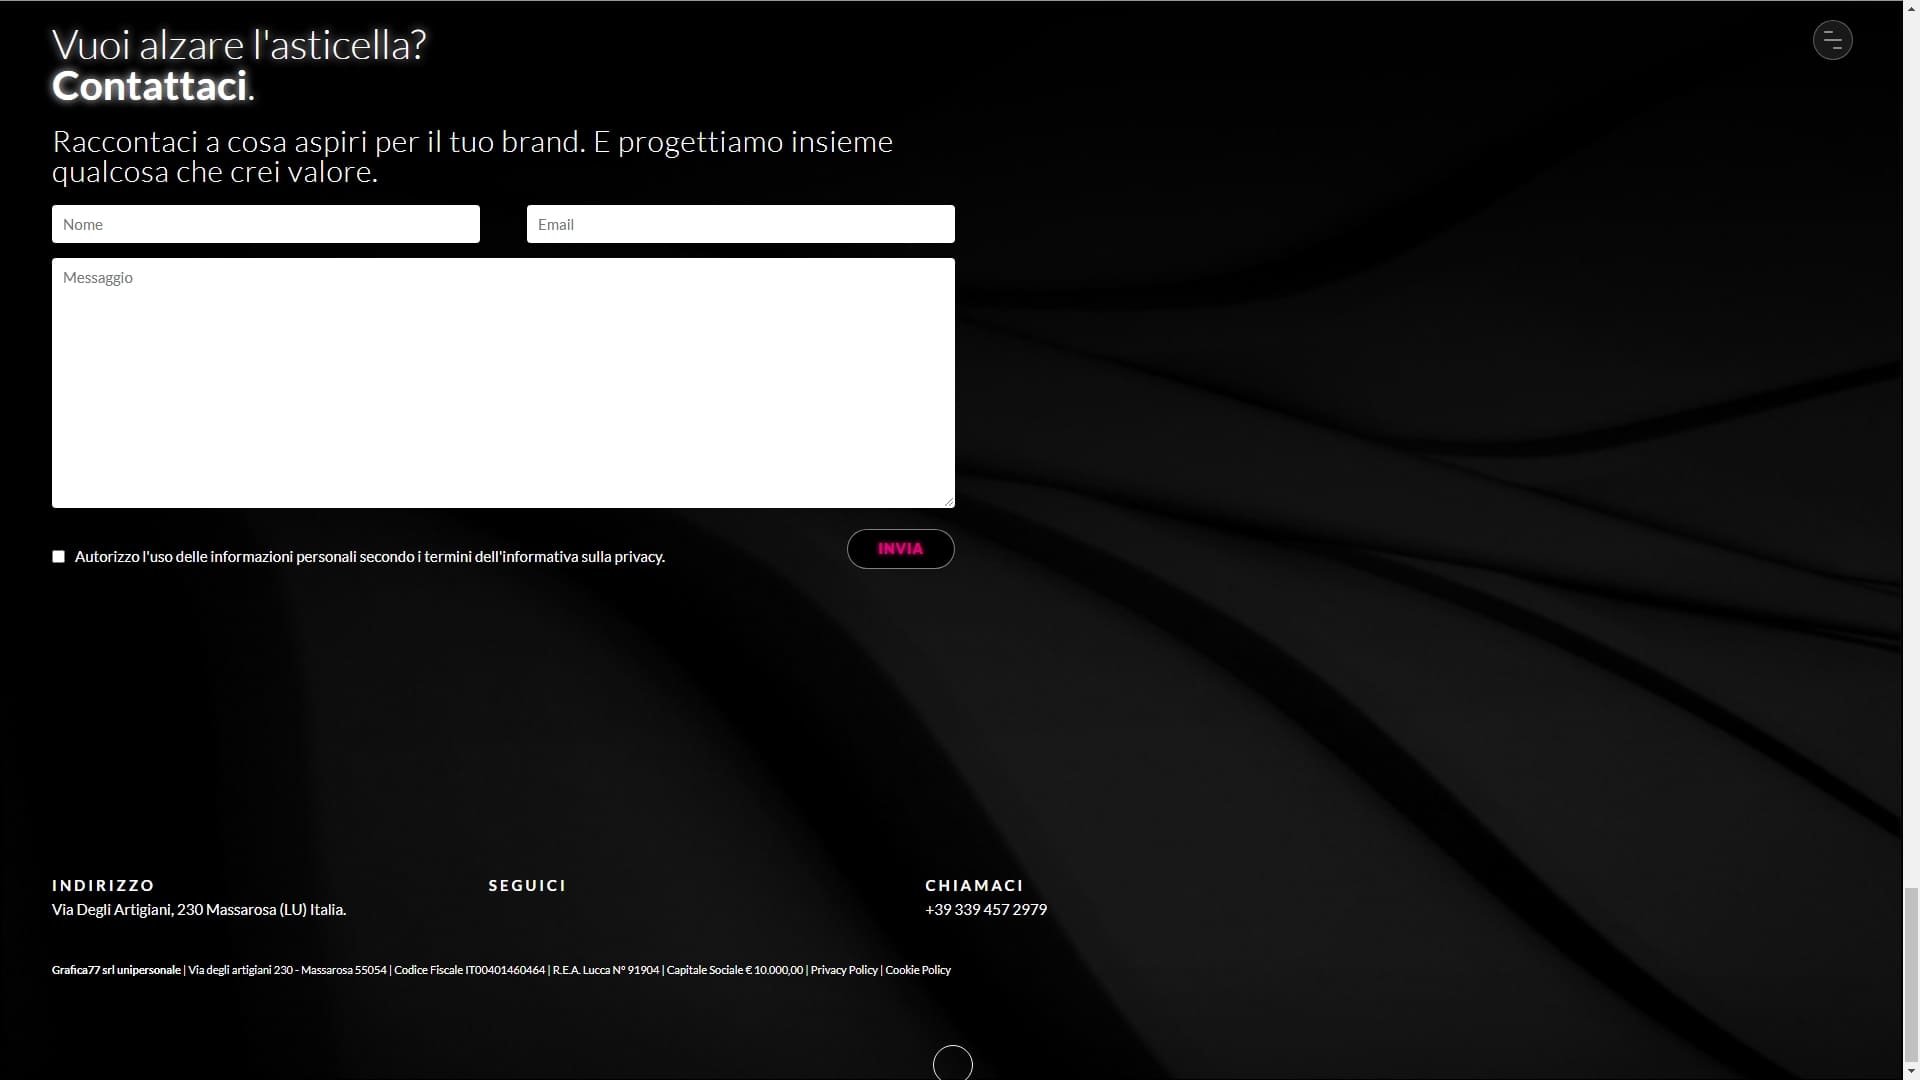 Vuoi alzare l'asticella?
Contattaci.
Raccontaci a cosa aspiri per il tuo brand. E progettiamo insieme
qualcosa che crei valore.
Nome
Email
Messaggio
Autorizzo l'uso delle informazioni personali secondo i termini dell'informativa sulla privacy.
INVIA
INDIRIZZO
Via Degli Artigiani, 230 Massarosa (LU) Italia.
SEGUICI
CHIAMACI
+39 339 457 2979
Grafica77 srl unipersonale | Via degli artigiani 230 - Massarosa 55054 | Codice Fiscale IT00401460464 | R.E.A. Lucca N° 91904 | Capitale Sociale € 10.000,00 | Privacy Policy | Cookie Policy